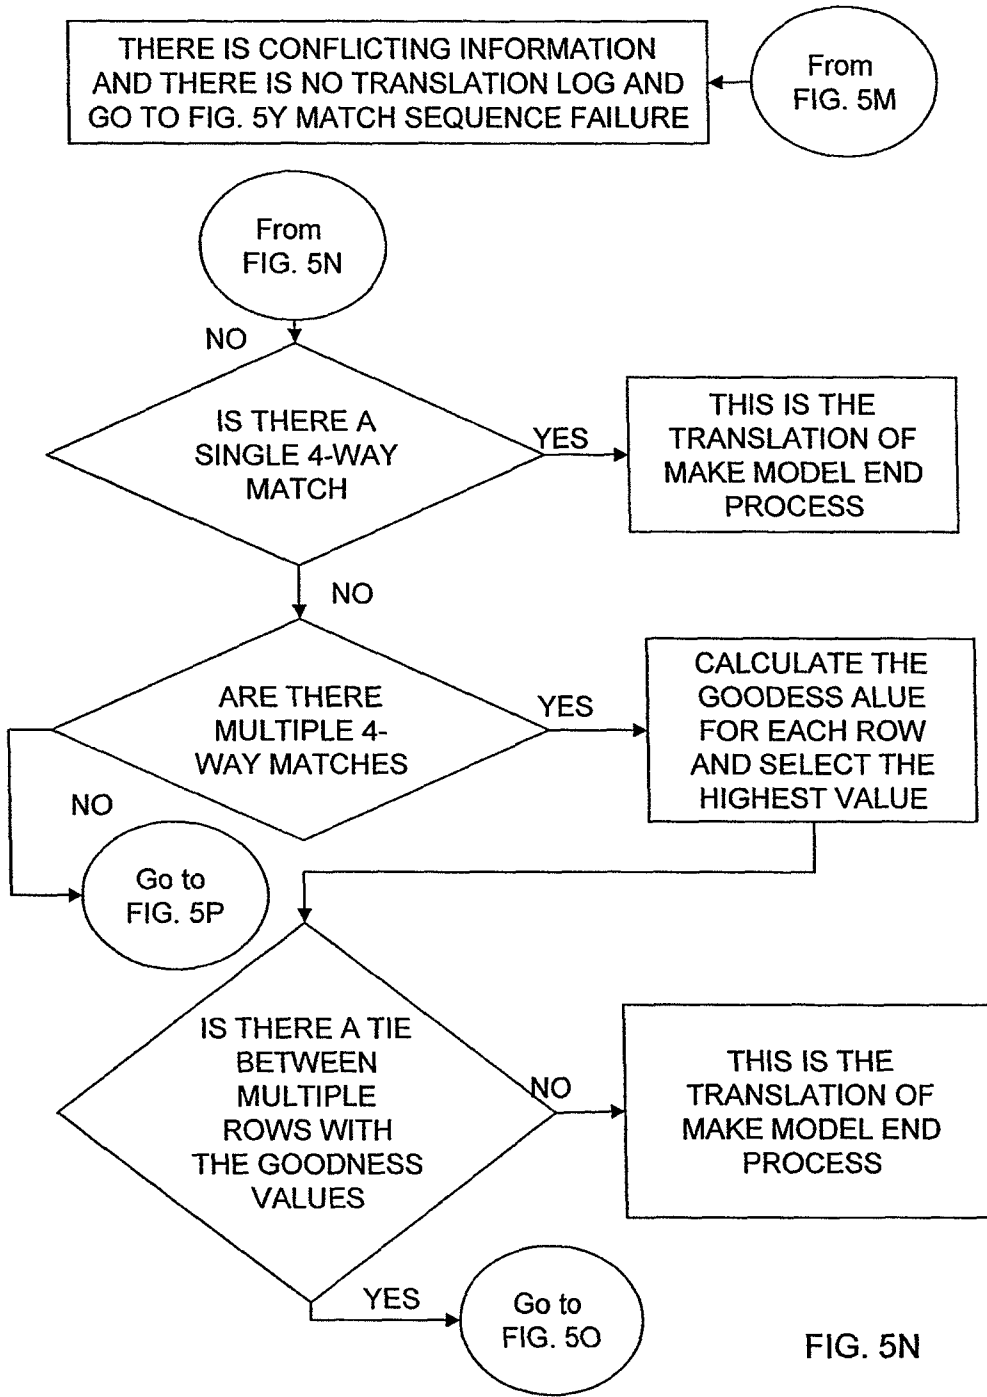 THERE IS CONFLICTING INFORMATION
AND THERE IS NO TRANSLATION LOG AND
GO TO FIG. 5Y MATCH SEQUENCE FAILURE
From
FIG. 5M
From
FIG. 5N
NO
IS THERE A
SINGLE 4-WAY
MATCH
YES
THIS IS THE
TRANSLATION OF
MAKE MODEL END
PROCESS
NO
ARE THERE
MULTIPLE 4-
WAY MATCHES
YES
CALCULATE THE
GOODESS ALUE
FOR EACH ROW
AND SELECT THE
HIGHEST VALUE
NO
Go to
FIG. 5P
IS THERE A TIE
BETWEEN
MULTIPLE
ROWS WITH
THE GOODNESS
VALUES
NO
THIS IS THE
TRANSLATION OF
MAKE MODEL END
PROCESS
YES
Go to
FIG. 5O
FIG. 5N